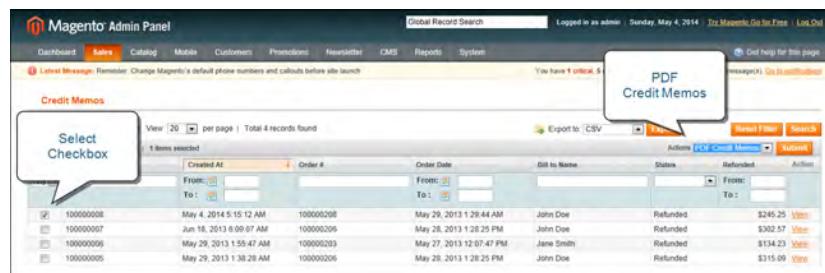 Magento Admin Panel
Global Record Search
Logged in as admin | Sunday, May 4, 2014 | Try Magento Go for Free | Log Out
Dashboard Sales Catalog Mobile Customers Promotions Newsletter CMS Reports System
Get help for this page
Latest Message: Reminder: Change Magento's default phone numbers and callouts before site launch
You have 1 critical, 5
message(s). Go to notifications
PDF
Credit Memos
Credit Memos
Select
Checkbox
View 20 per page | Total 4 records found
Export to: CSV
Reset Filter Search
1 items selected
Actions PDF Credit Memos Submit
Created At Order # Order Date Bill to Name Status Refunded Action
From: From: From:
To : To : To :
100000008 May 4, 2014 5:15:12 AM 100000208 May 29, 2013 1:29:44 AM John Doe Refunded $245.25 View
100000007 Jun 18, 2013 6:09:07 AM 100000206 May 28, 2013 1:28:25 PM John Doe Refunded $302.57 View
100000006 May 29, 2013 1:55:47 AM 100000203 May 27, 2013 12:07:47 PM Jane Smith Refunded $134.23 View
100000005 May 29, 2013 1:38:28 AM 100000206 May 28, 2013 1:28:25 PM John Doe Refunded $315.09 View